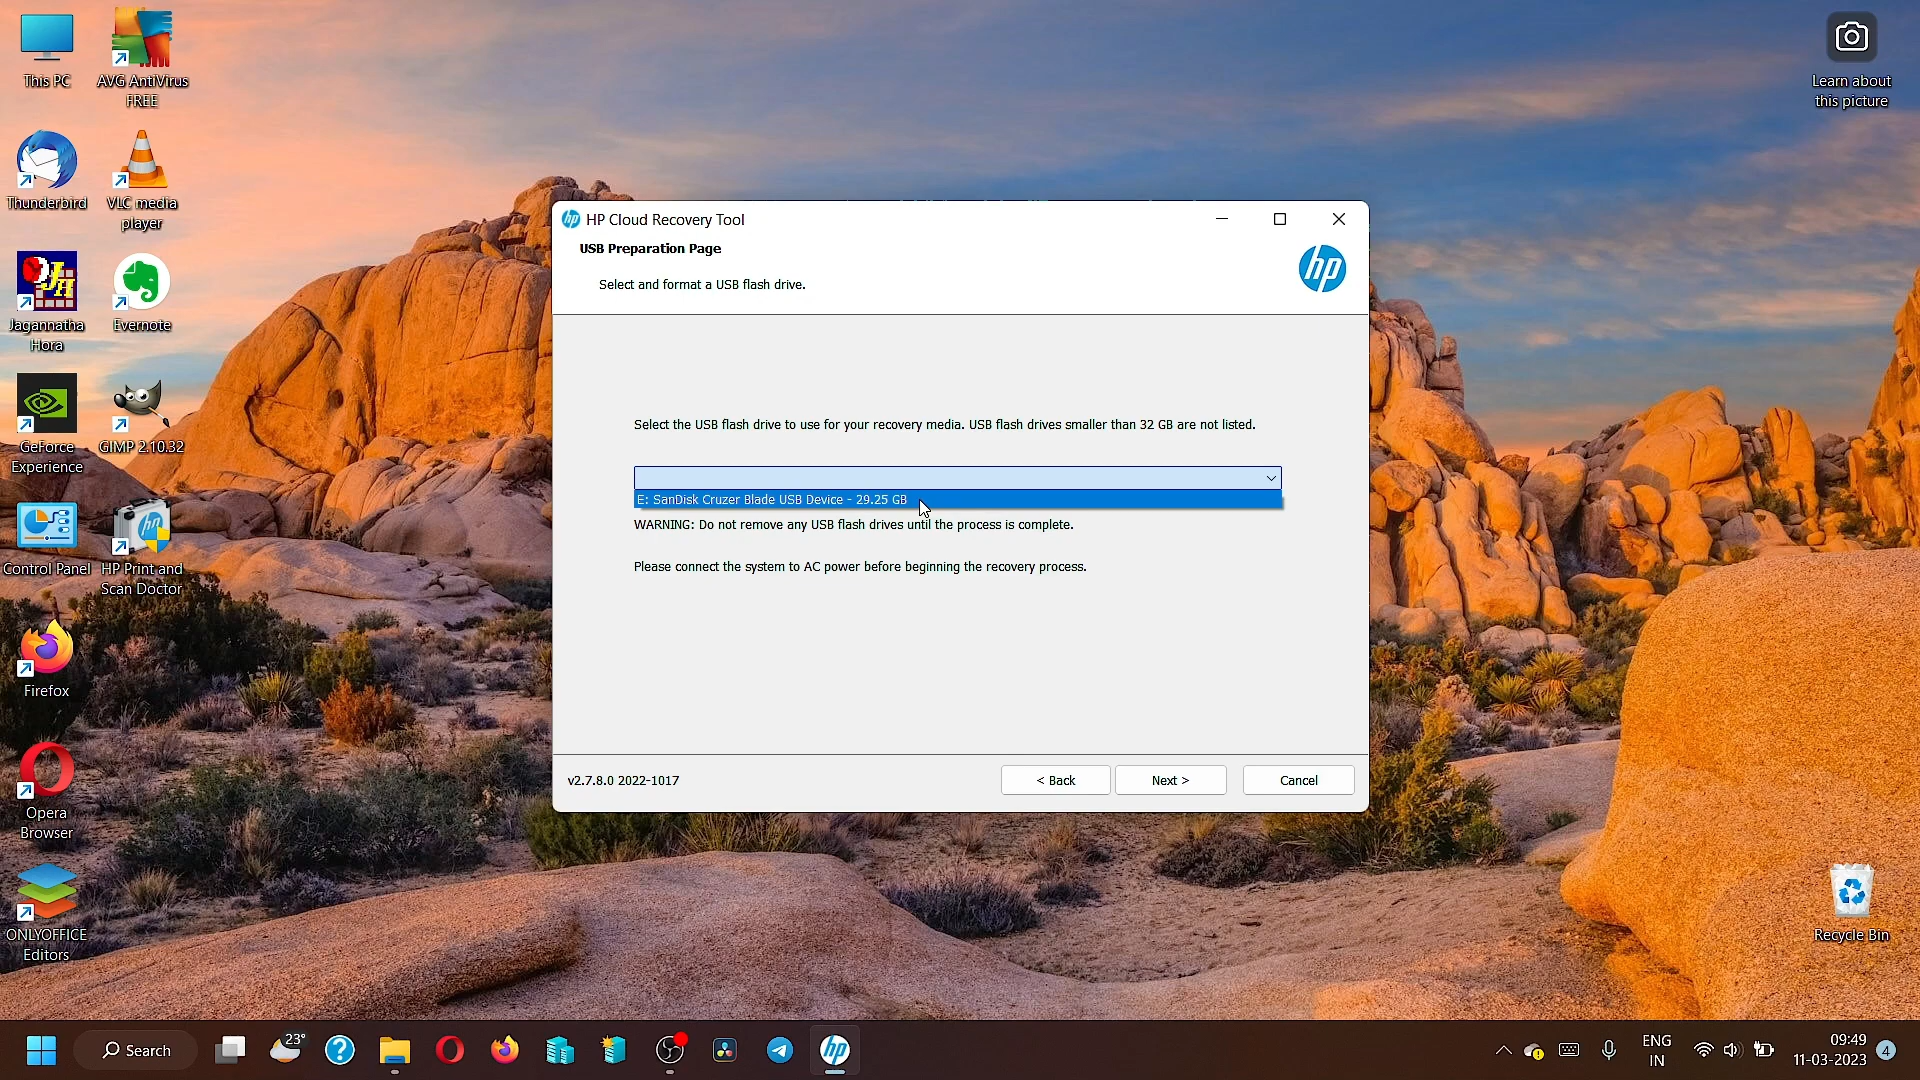 This PC
AVG AntiVirus
FREE
Thunderbird
VLC media
player
Jagannatha
Hora
Evernote
GeForce
Experience
GIMP 2.10.32
Control Panel
HP Print and
Scan Doctor
Firefox
Opera
Browser
ONLYOFFICE
Editors
Learn about
this picture
Recycle Bin
hp HP Cloud Recovery Tool
USB Preparation Page
Select and format a USB flash drive.
hp
Select the USB flash drive to use for your recovery media. USB flash drives smaller than 32 GB are not listed.
E: SanDisk Cruzer Blade USB Device - 29.25 GB
WARNING: Do not remove any USB flash drives until the process is complete.
Please connect the system to AC power before beginning the recovery process.
v2.7.8.0 2022-1017
< Back
Next >
Cancel
Search
23°
hp
ENG
IN
09:49
11-03-2023
4